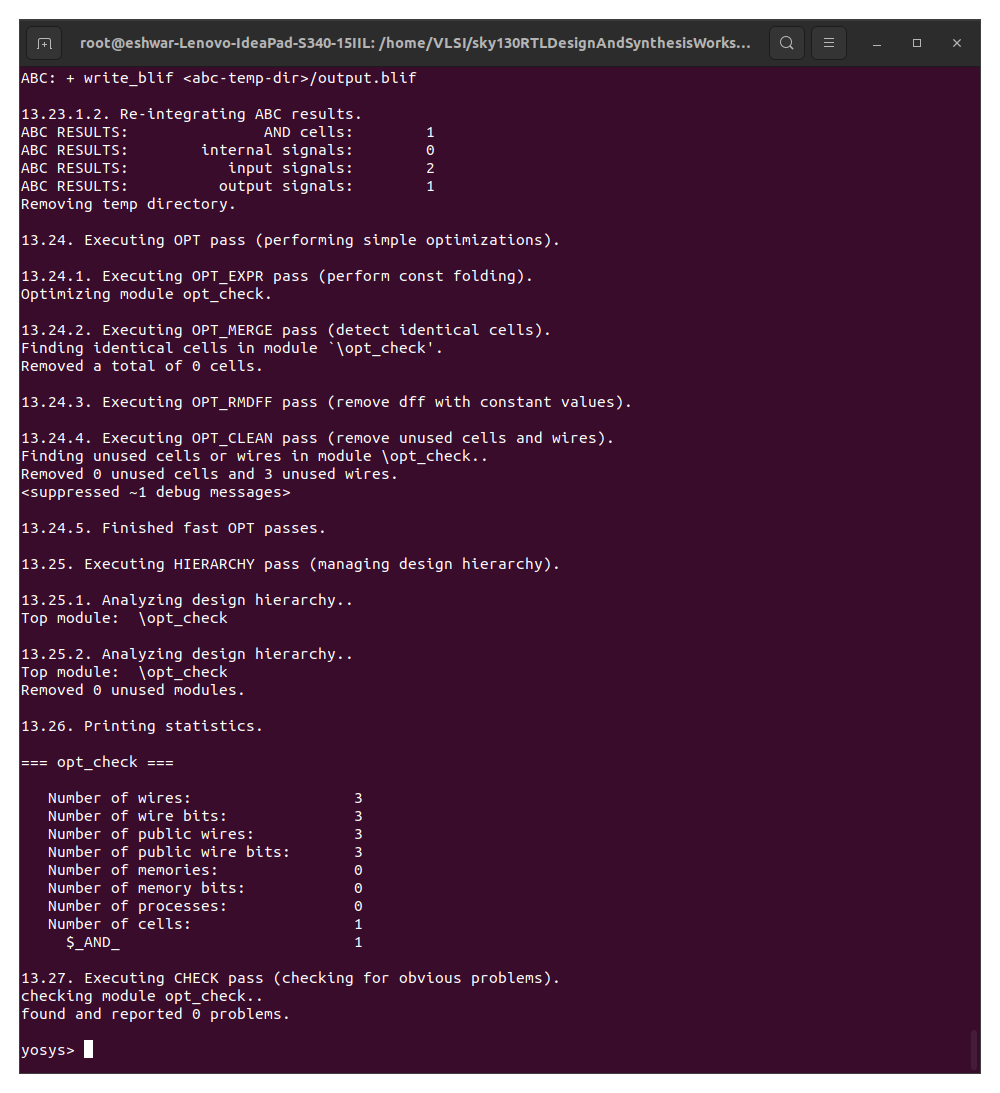 root@eshwar-Lenovo-IdeaPad-S340-15IIL: /home/VLSI/sky130RTLDesignAndSynthesisWorks...
ABC: + write_blif <abc-temp-dir>/output.blif
13.23.1.2. Re-integrating ABC results.
ABC RESULTS:               AND cells:        1
ABC RESULTS:        internal signals:        0
ABC RESULTS:           input signals:        2
ABC RESULTS:          output signals:        1
Removing temp directory.
13.24. Executing OPT pass (performing simple optimizations).
13.24.1. Executing OPT_EXPR pass (perform const folding).
Optimizing module opt_check.
13.24.2. Executing OPT_MERGE pass (detect identical cells).
Finding identical cells in module `\opt_check'.
Removed a total of 0 cells.
13.24.3. Executing OPT_RMDFF pass (remove dff with constant values).
13.24.4. Executing OPT_CLEAN pass (remove unused cells and wires).
Finding unused cells or wires in module \opt_check..
Removed 0 unused cells and 3 unused wires.
<suppressed ~1 debug messages>
13.24.5. Finished fast OPT passes.
13.25. Executing HIERARCHY pass (managing design hierarchy).
13.25.1. Analyzing design hierarchy..
Top module:  \opt_check
13.25.2. Analyzing design hierarchy..
Top module:  \opt_check
Removed 0 unused modules.
13.26. Printing statistics.
=== opt_check ===
   Number of wires:                  3
   Number of wire bits:              3
   Number of public wires:           3
   Number of public wire bits:       3
   Number of memories:               0
   Number of memory bits:            0
   Number of processes:              0
   Number of cells:                  1
     $_AND_                          1
13.27. Executing CHECK pass (checking for obvious problems).
checking module opt_check..
found and reported 0 problems.
yosys>